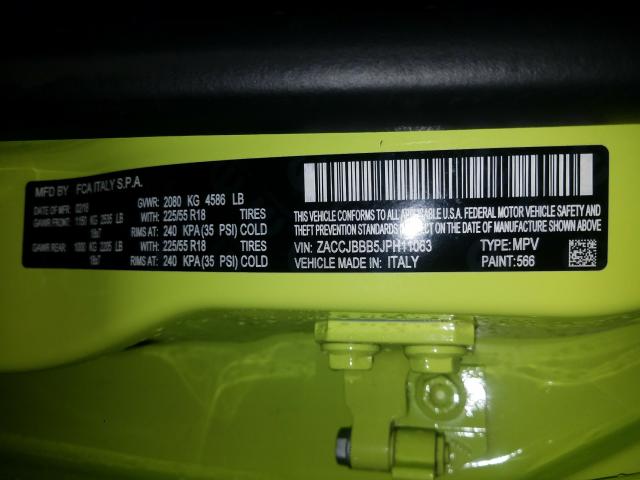 MFD BY FCA ITALY S.P.A.
DATE OF MFR 02/18 GVWR: 2080 KG 4586 LB
GAWR FRONT: 1150 KG 2535 LB WITH: 225/55 R18 TIRES
18x7 RIMS AT: 240 KPA(35 PSI) COLD
GAWR REAR: 1000 KG 2205 LB WITH: 225/55 R18 TIRES
18x7 RIMS AT: 240 KPA(35 PSI) COLD
THIS VEHICLE CONFORMS TO ALL APPLICABLE U.S.A. FEDERAL MOTOR VEHICLE SAFETY AND
THEFT PREVENTION STANDARDS IN EFFECT ON THE DATE OF MANUFACTURE SHOWN ABOVE
VIN: ZACCJBBB5JPH11063 TYPE: MPV
VEHICLE MADE IN: ITALY PAINT: 566